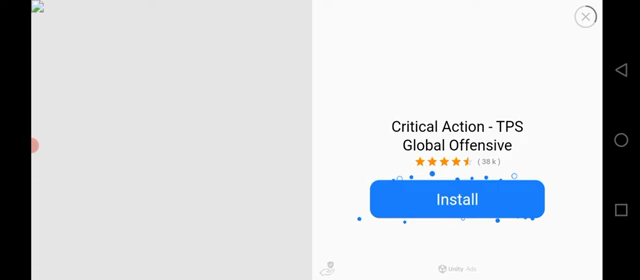 Critical Action - TPS
Global Offensive
(38k)
Install
Unity Ads